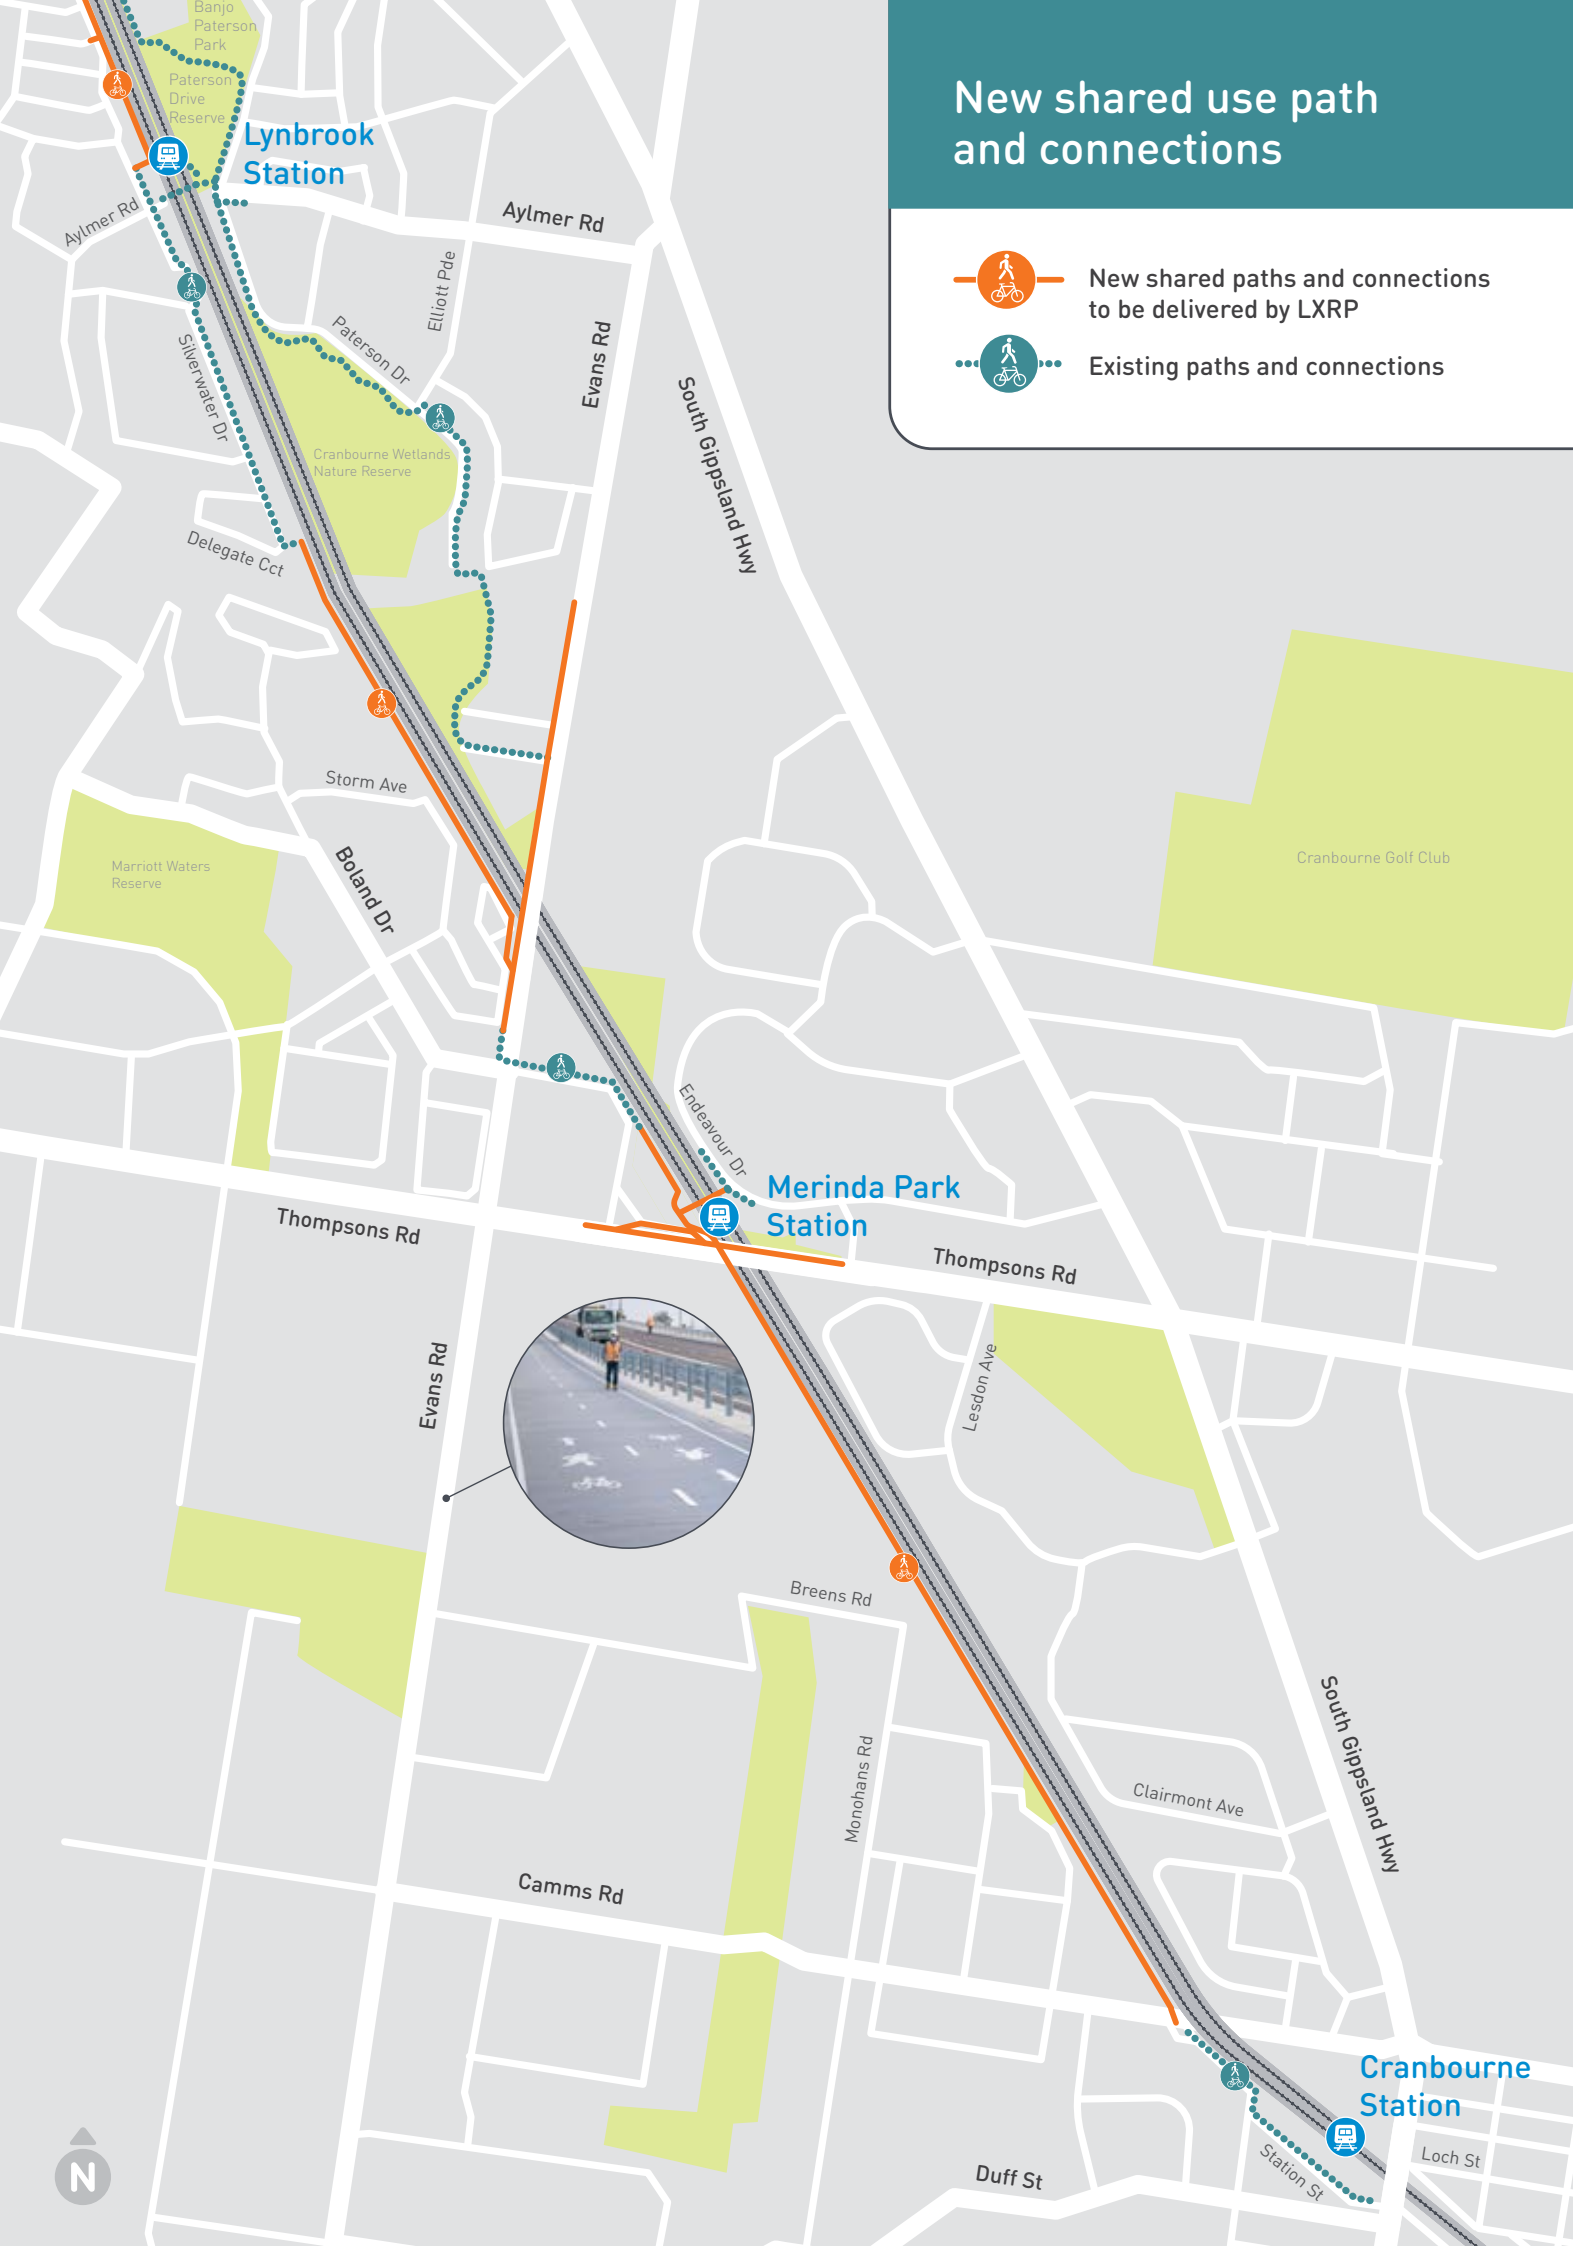 New shared use path
and connections
New shared paths and connections
to be delivered by LXRP
Existing paths and connections
Banjo
Paterson
Park
Paterson
Drive
Reserve
Lynbrook
Station
Aylmer Rd
Aylmer Rd
Elliott Pde
Paterson Dr
Evans Rd
Silverwater Dr
South Gippsland Hwy
Cranbourne Wetlands
Nature Reserve
Delegate Cct
Storm Ave
Boland Dr
Marriott Waters
Reserve
Cranbourne Golf Club
Endeavour Dr
Merinda Park
Station
Thompsons Rd
Thompsons Rd
Evans Rd
Lesdon Ave
Breens Rd
South Gippsland Hwy
Monohans Rd
Clairmont Ave
Camms Rd
Cranbourne
Station
Loch St
Station St
Duff St
N